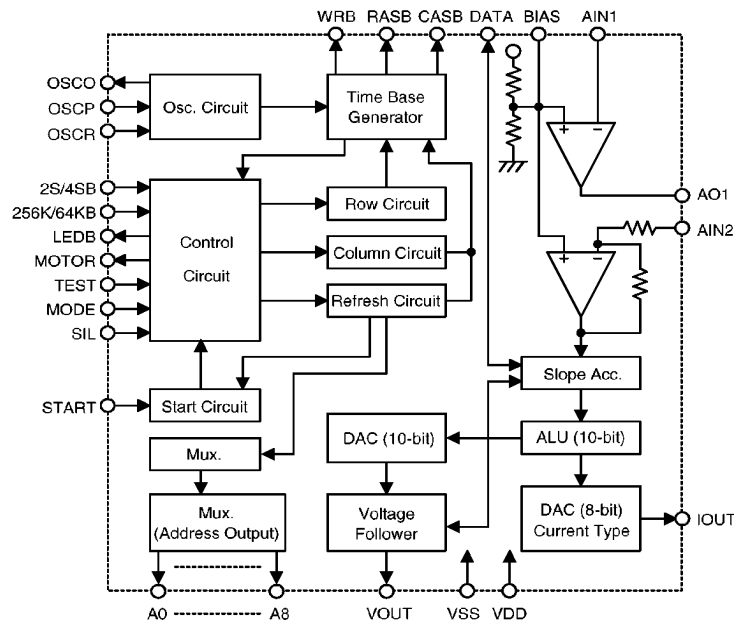 WRB RASB CASB DATA BIAS AIN1
OSCO
OSCP
OSCR
Osc. Circuit
Time Base
Generator
+ −
AO1
2S/4SB
256K/64KB
LEDB
MOTOR
TEST
MODE
SIL
Control
Circuit
Row Circuit
Column Circuit
Refresh Circuit
AIN2
+ −
Slope Acc.
START
Start Circuit
DAC (10-bit)
ALU (10-bit)
Mux.
Mux.
(Address Output)
Voltage
Follower
DAC (8-bit)
Current Type
IOUT
A0 A8 VOUT VSS VDD